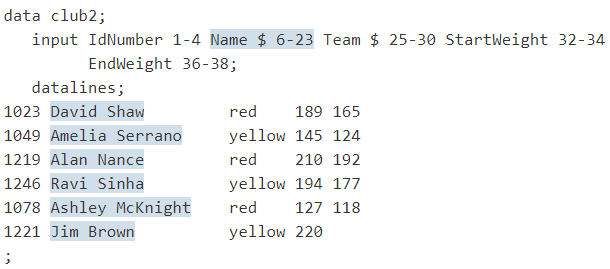 data club2;
   input IdNumber 1-4 Name $ 6-23 Team $ 25-30 StartWeight 32-34
         EndWeight 36-38;
   datalines;
1023 David Shaw         red    189 165
1049 Amelia Serrano     yellow 145 124
1219 Alan Nance         red    210 192
1246 Ravi Sinha         yellow 194 177
1078 Ashley McKnight    red    127 118
1221 Jim Brown          yellow 220
;